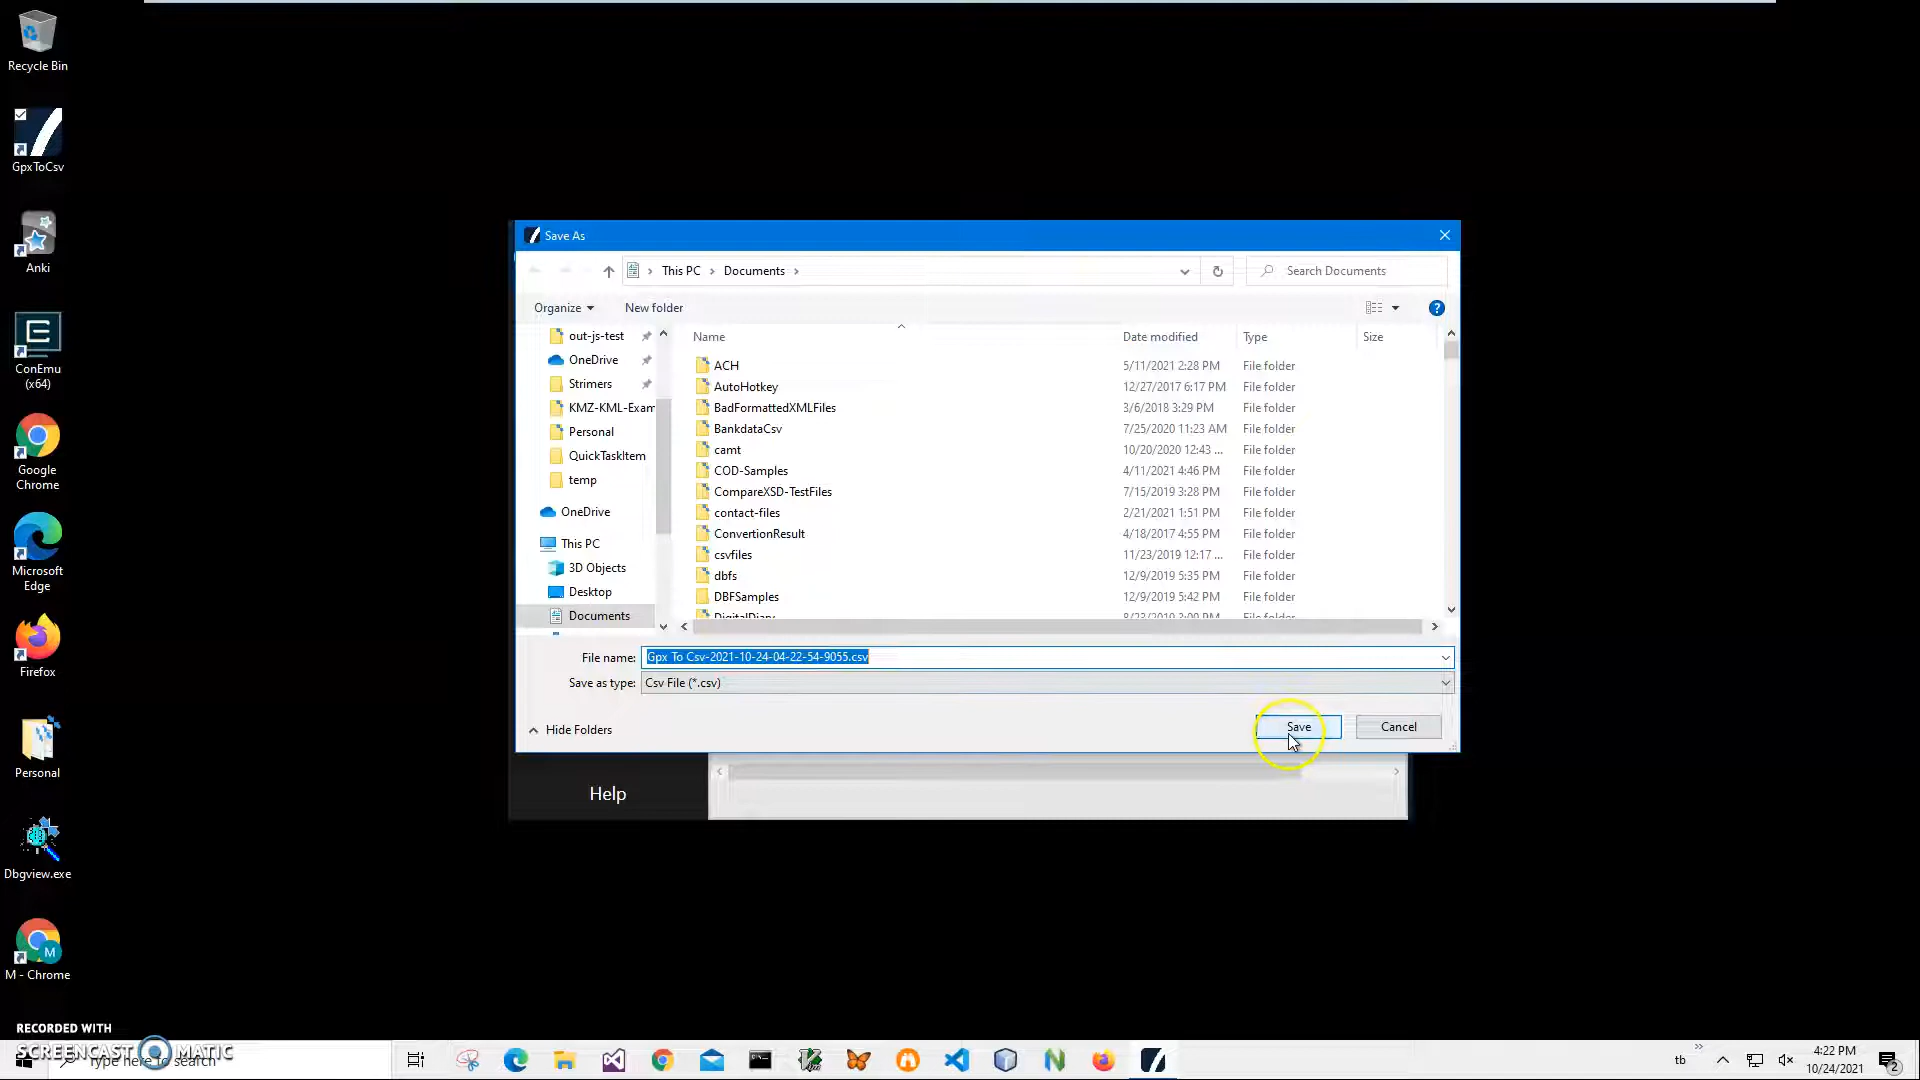 Recycle Bin
GpxToCsv
Anki
ConEmu
(x64)
Google
Chrome
Microsoft
Edge
Firefox
Personal
Dbgview.exe
M
M - Chrome
Save As
This PC
Documents
Search Documents
Organize
New folder
?
out-js-test
OneDrive
Strimers
KMZ-KML-Exam
Personal
QuickTaskItem
temp
OneDrive
This PC
3D Objects
Desktop
Documents
Name Date modified Type Size
ACH 5/11/2021 2:28 PM File folder
AutoHotkey 12/27/2017 6:17 PM File folder
BadFormattedXMLFiles 3/6/2018 3:29 PM File folder
BankdataCsv 7/25/2020 11:23 AM File folder
camt 10/20/2020 12:43 ... File folder
COD-Samples 4/11/2021 4:46 PM File folder
CompareXSD-TestFiles 7/15/2019 3:28 PM File folder
contact-files 2/21/2021 1:51 PM File folder
ConvertionResult 4/18/2017 4:55 PM File folder
csvfiles 11/23/2019 12:17 ... File folder
dbfs 12/9/2019 5:35 PM File folder
DBFSamples 12/9/2019 5:42 PM File folder
DigitalDiary File folder
File name: Gpx To Csv-2021-10-24-04-22-54-9055.csv
Save as type: Csv File (*.csv)
Hide Folders
Save
Cancel
Help
RECORDED WITH
SCREENCAST MATIC
Type here to search
tb
4:22 PM
10/24/2021
2